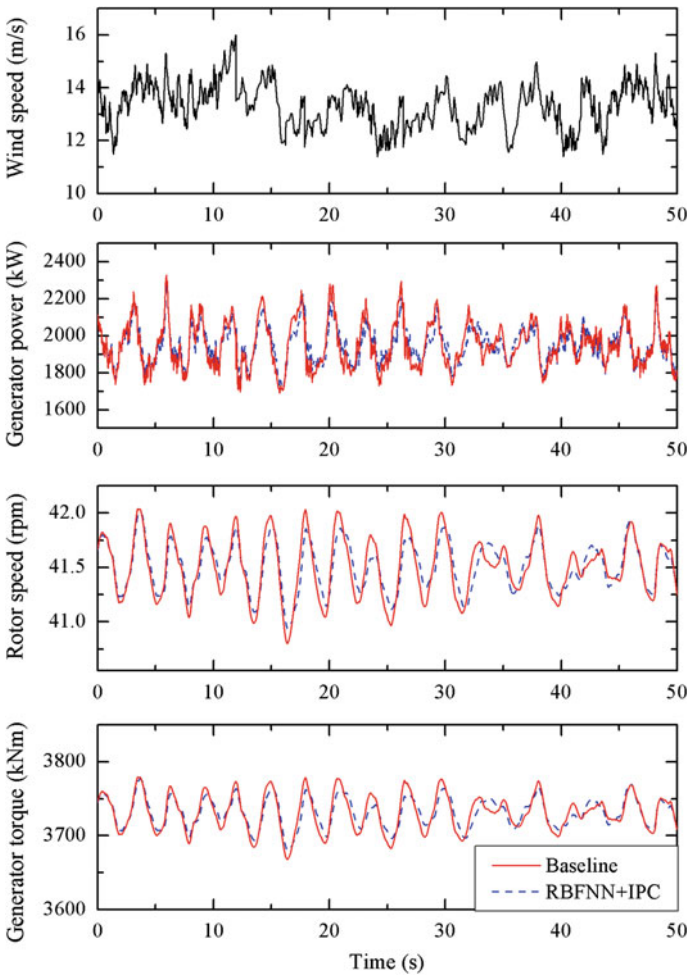 Wind speed (m/s)
16
14
12
10
0 10 20 30 40 50
Generator power (kW)
2400
2200
2000
1800
1600
0 10 20 30 40 50
Rotor speed (rpm)
42.0
41.5
41.0
0 10 20 30 40 50
Generator torque (kNm)
3800
3700
3600
Baseline
RBFNN+IPC
0 10 20 30 40 50
Time (s)